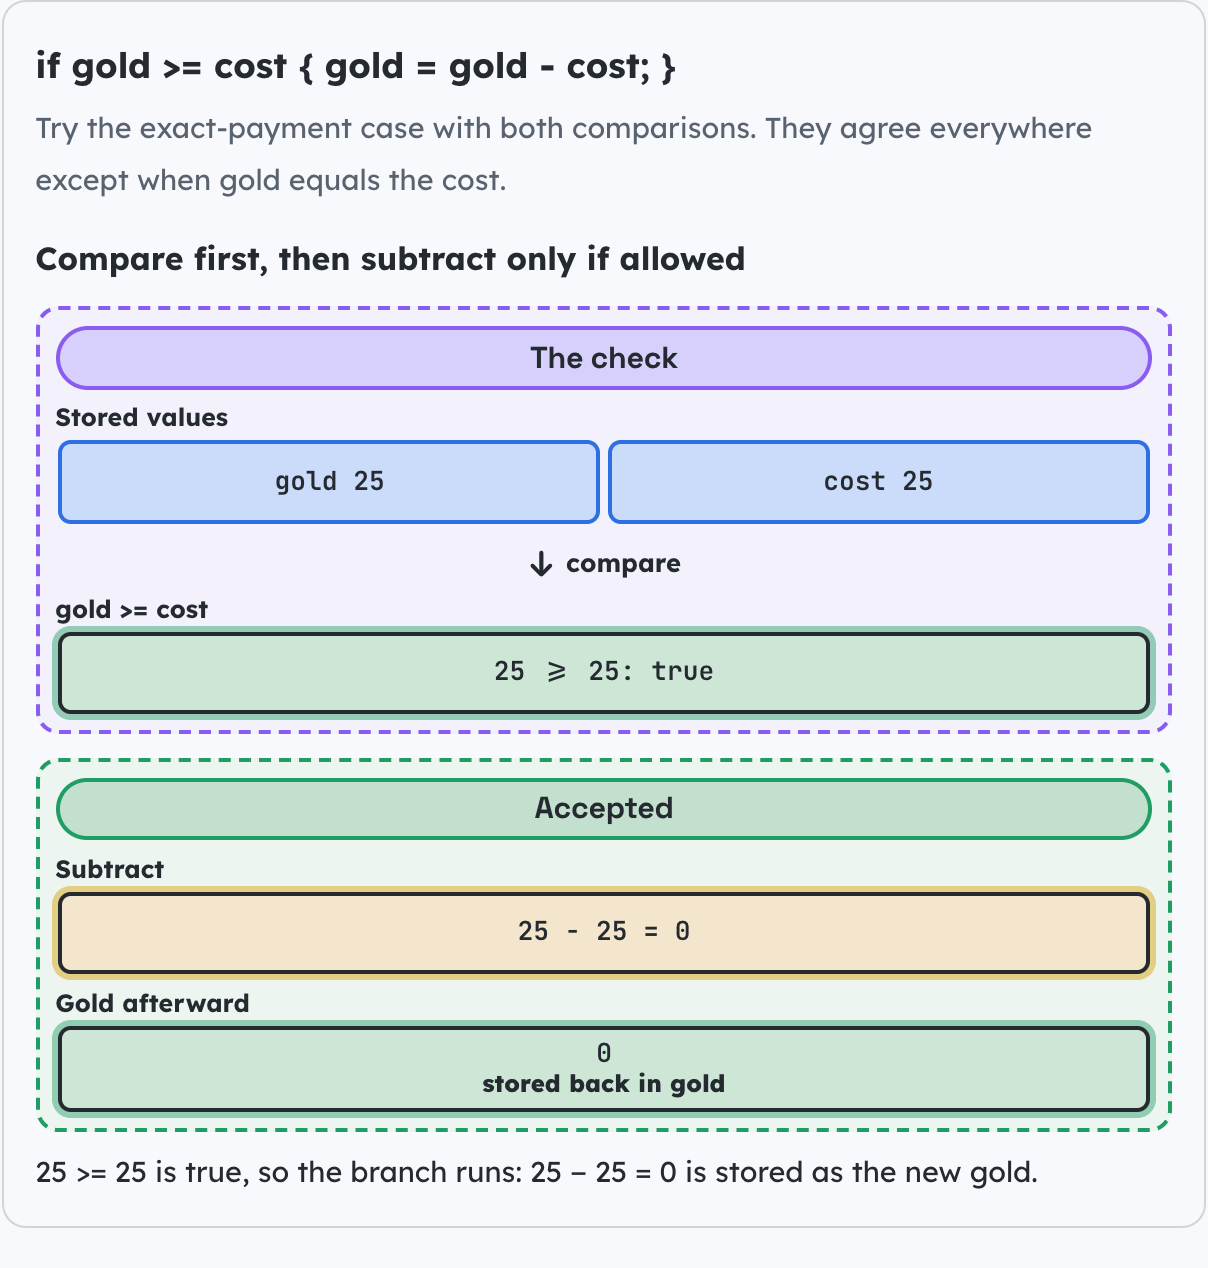 if gold >= cost { gold = gold - cost; }
Try the exact-payment case with both comparisons. They agree everywhere
except when gold equals the cost.
Compare first, then subtract only if allowed
The check
Stored values
gold 25
cost 25
↓ compare
gold >= cost
25 ⩾ 25: true
Accepted
Subtract
25 - 25 = 0
Gold afterward
0
stored back in gold
25 >= 25 is true, so the branch runs: 25 − 25 = 0 is stored as the new gold.